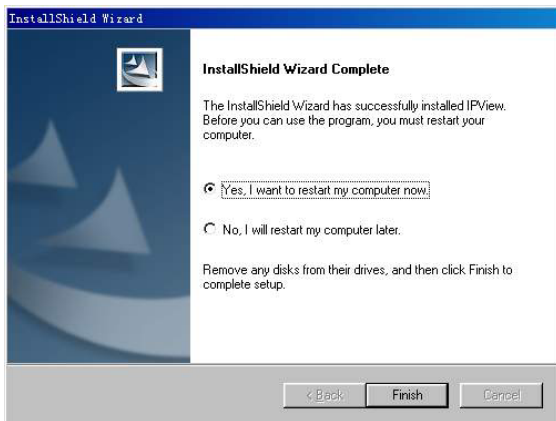 InstallShield Wizard
InstallShield Wizard Complete
The InstallShield Wizard has successfully installed IPView.
Before you can use the program, you must restart your
computer.
Yes, I want to restart my computer now.
No, I will restart my computer later.
Remove any disks from their drives, and then click Finish to
complete setup.
< Back
Finish
Cancel